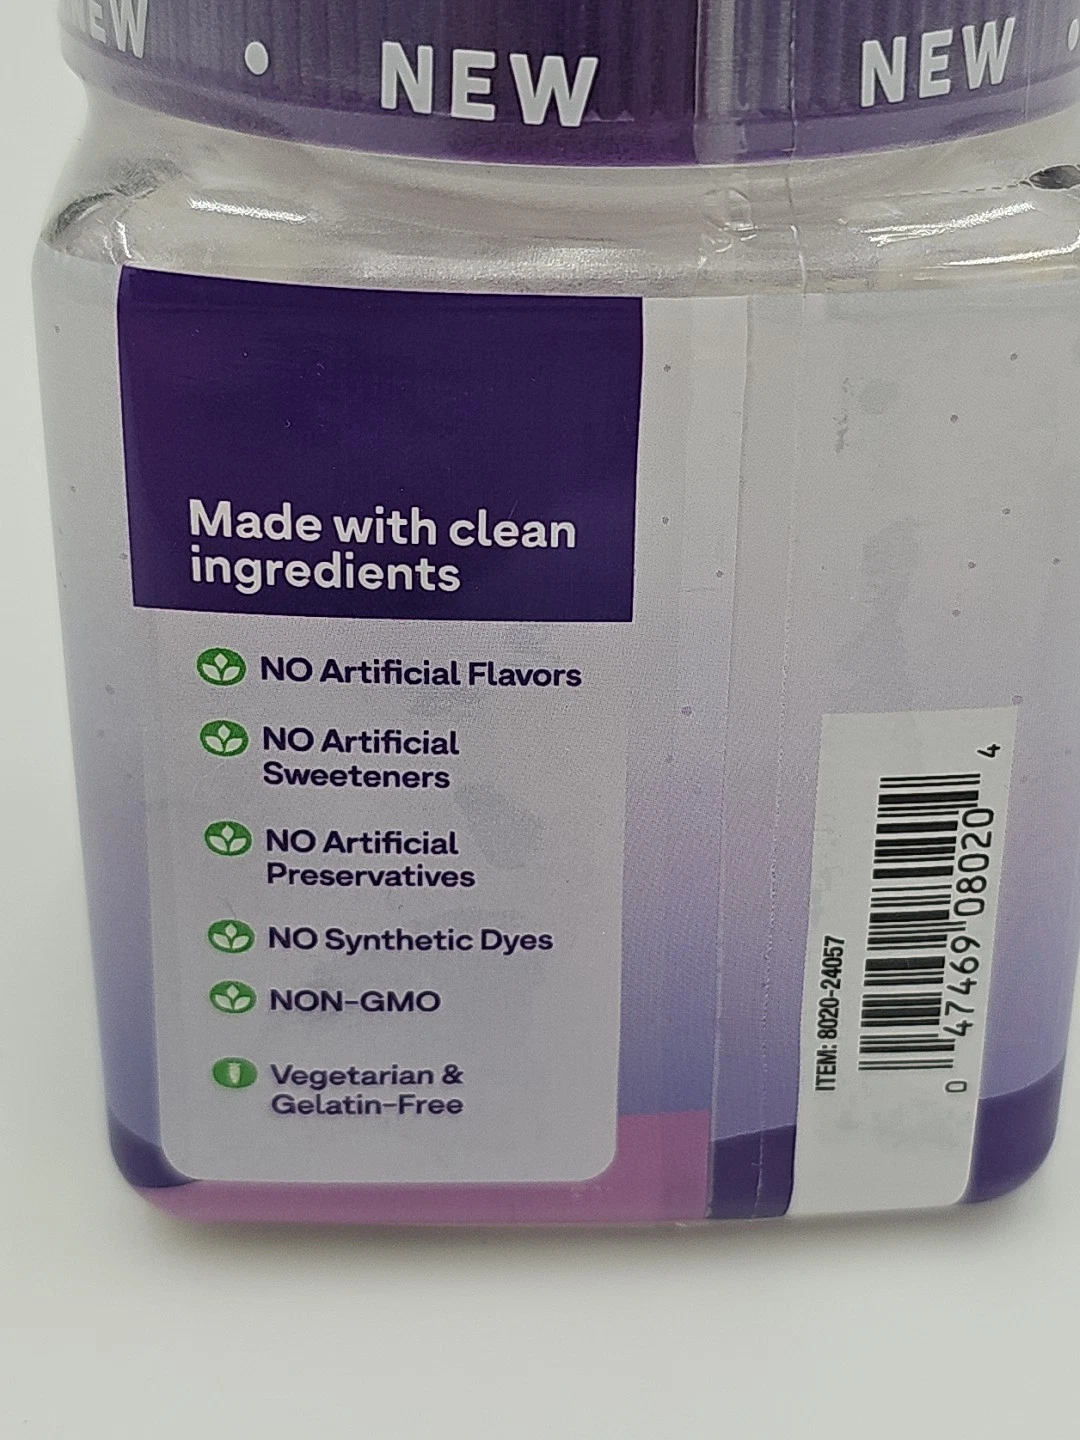 NEW • NEW • NEW •
Made with clean
ingredients
NO Artificial Flavors
NO Artificial
Sweeteners
NO Artificial
Preservatives
NO Synthetic Dyes
NON-GMO
Vegetarian &
Gelatin-Free
ITEM: 8020-24057
0 47469 08020 4